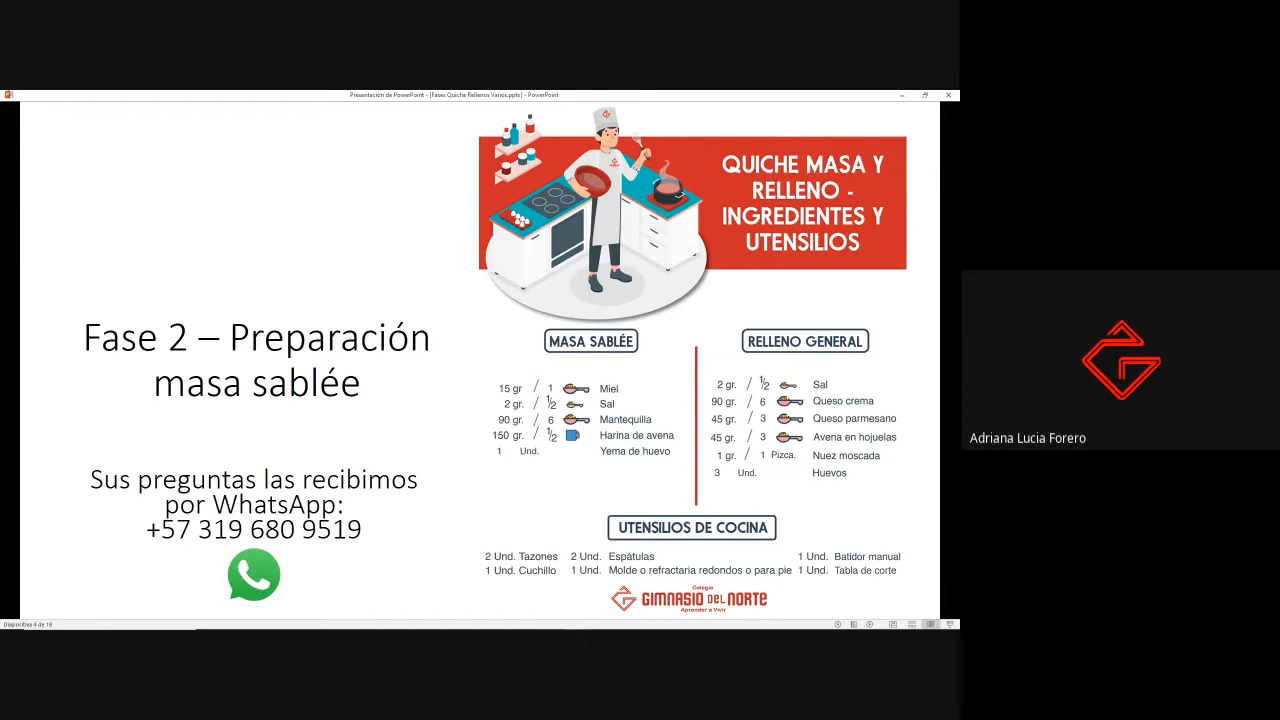 Presentación de PowerPoint - [Fases Quiche Rellenos Varios.pptx] - PowerPoint
QUICHE MASA Y
RELLENO -
INGREDIENTES Y
UTENSILIOS
Fase 2 – Preparación
masa sablée
Sus preguntas las recibimos
por WhatsApp:
+57 319 680 9519
MASA SABLÉE
15 gr / 1 Miel
2 gr. / 1/2 Sal
90 gr. / 6 Mantequilla
150 gr. / 1/2 Harina de avena
1 Und. Yema de huevo
RELLENO GENERAL
2 gr. / 1/2 Sal
90 gr. / 6 Queso crema
45 gr. / 3 Queso parmesano
45 gr. / 3 Avena en hojuelas
1 gr. / 1 Pizca. Nuez moscada
3 Und. Huevos
UTENSILIOS DE COCINA
2 Und. Tazones 2 Und. Espátulas 1 Und. Batidor manual
1 Und. Cuchillo 1 Und. Molde o refractaria redondos o para pie 1 Und. Tabla de corte
Colegio
GIMNASIO DEL NORTE
Aprender a Vivir
Diapositiva 4 de 18
Adriana Lucia Forero